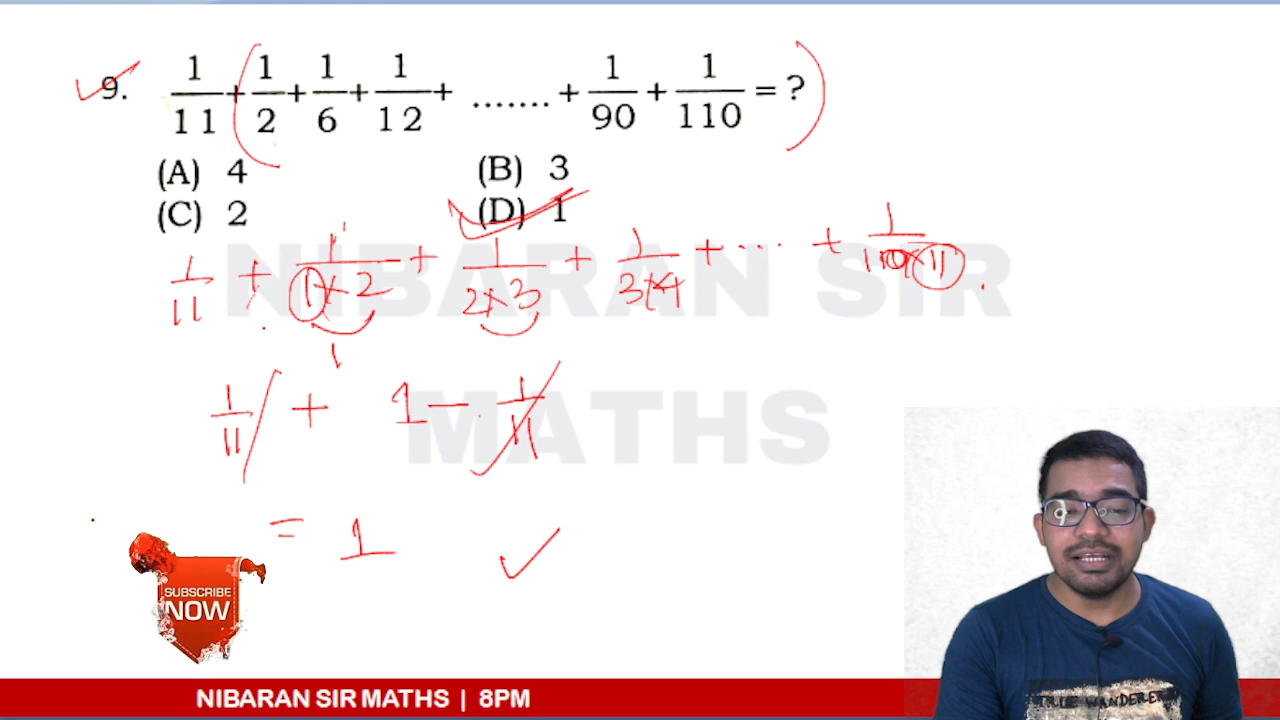 9. 1/11 + 1/2 + 1/6 + 1/12 + ....... + 1/90 + 1/110 = ?
(A) 4 (B) 3
(C) 2 (D) 1
1/11 + 1/1×2 + 1/2×3 + 1/3×4 + ... + 1/10×11
1/11 + 1 - 1/11
= 1
NIBARAN SIR
MATHS
SUBSCRIBE
NOW
TRUE WANDERER
NIBARAN SIR MATHS | 8PM